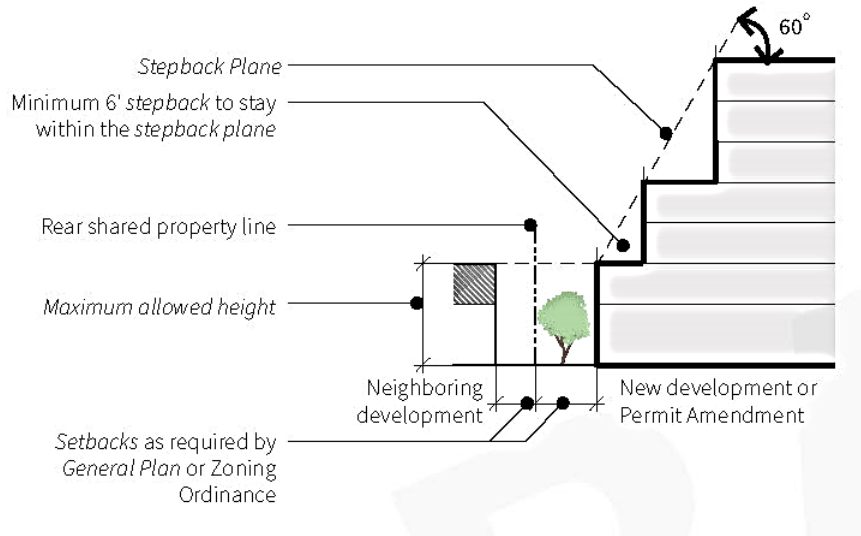 60°
Stepback Plane
Minimum 6' stepback to stay
within the stepback plane
Rear shared property line
Maximum allowed height
Neighboring
development
New development or
Permit Amendment
Setbacks as required by
General Plan or Zoning
Ordinance